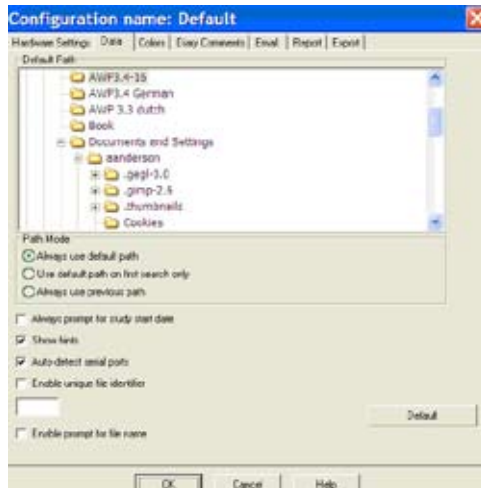 Configuration name: Default
Hardware Settings Data Colors Essay Comments Email Report Export
Default Path
AWP3.4-16
AWP3.4 German
AWP 3.3 dutch
Book
Documents and Settings
aanderson
.gegl-0.0
.gimp-2.6
.thumbnails
Cookies
Path Mode
Always use default path
Use default path on first search only
Always use previous path
Always prompt for study start date
Show hints
Auto-detect serial ports
Enable unique file identifier
Default
Enable prompt for file name
OK Cancel Help